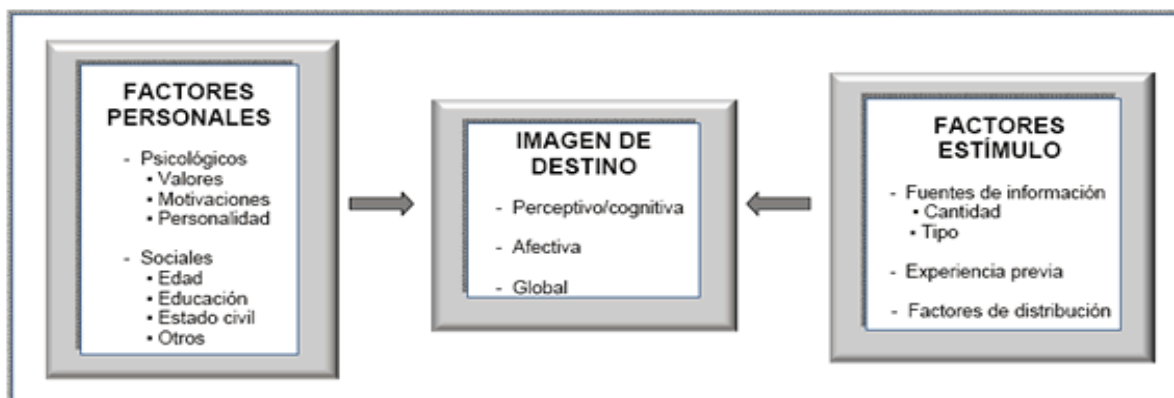 FACTORES
PERSONALES
- Psicológicos
▪ Valores
▪ Motivaciones
▪ Personalidad
- Sociales
▪ Edad
▪ Educación
▪ Estado civil
▪ Otros
IMAGEN DE
DESTINO
- Perceptivo/cognitiva
- Afectiva
- Global
FACTORES
ESTÍMULO
- Fuentes de información
▪ Cantidad
▪ Tipo
- Experiencia previa
- Factores de distribución